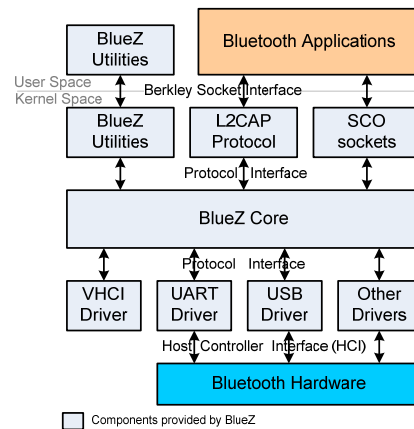 BlueZ
Utilities
Bluetooth Applications
User Space
Kernel Space
Berkley Socket Interface
BlueZ
Utilities
L2CAP
Protocol
SCO
sockets
Protocol Interface
BlueZ Core
Protocol Interface
VHCI
Driver
UART
Driver
USB
Driver
Other
Drivers
Host Controller Interface (HCI)
Bluetooth Hardware
Components provided by BlueZ